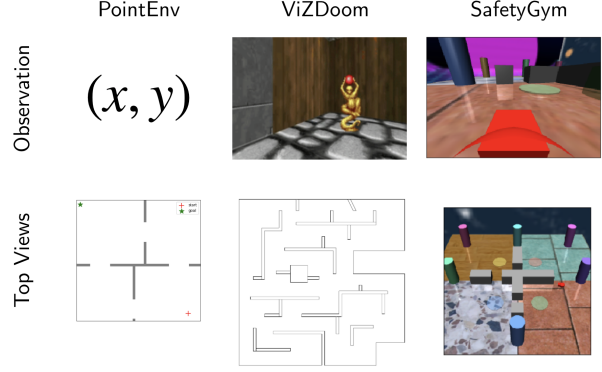 PointEnv ViZDoom SafetyGym
Observation
(x, y)
Top Views
start
goal